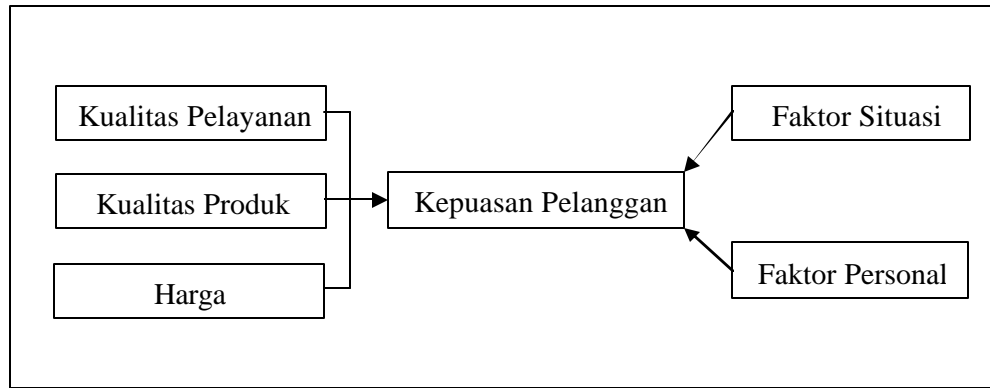 Kualitas Pelayanan
Kualitas Produk
Harga
Kepuasan Pelanggan
Faktor Situasi
Faktor Personal